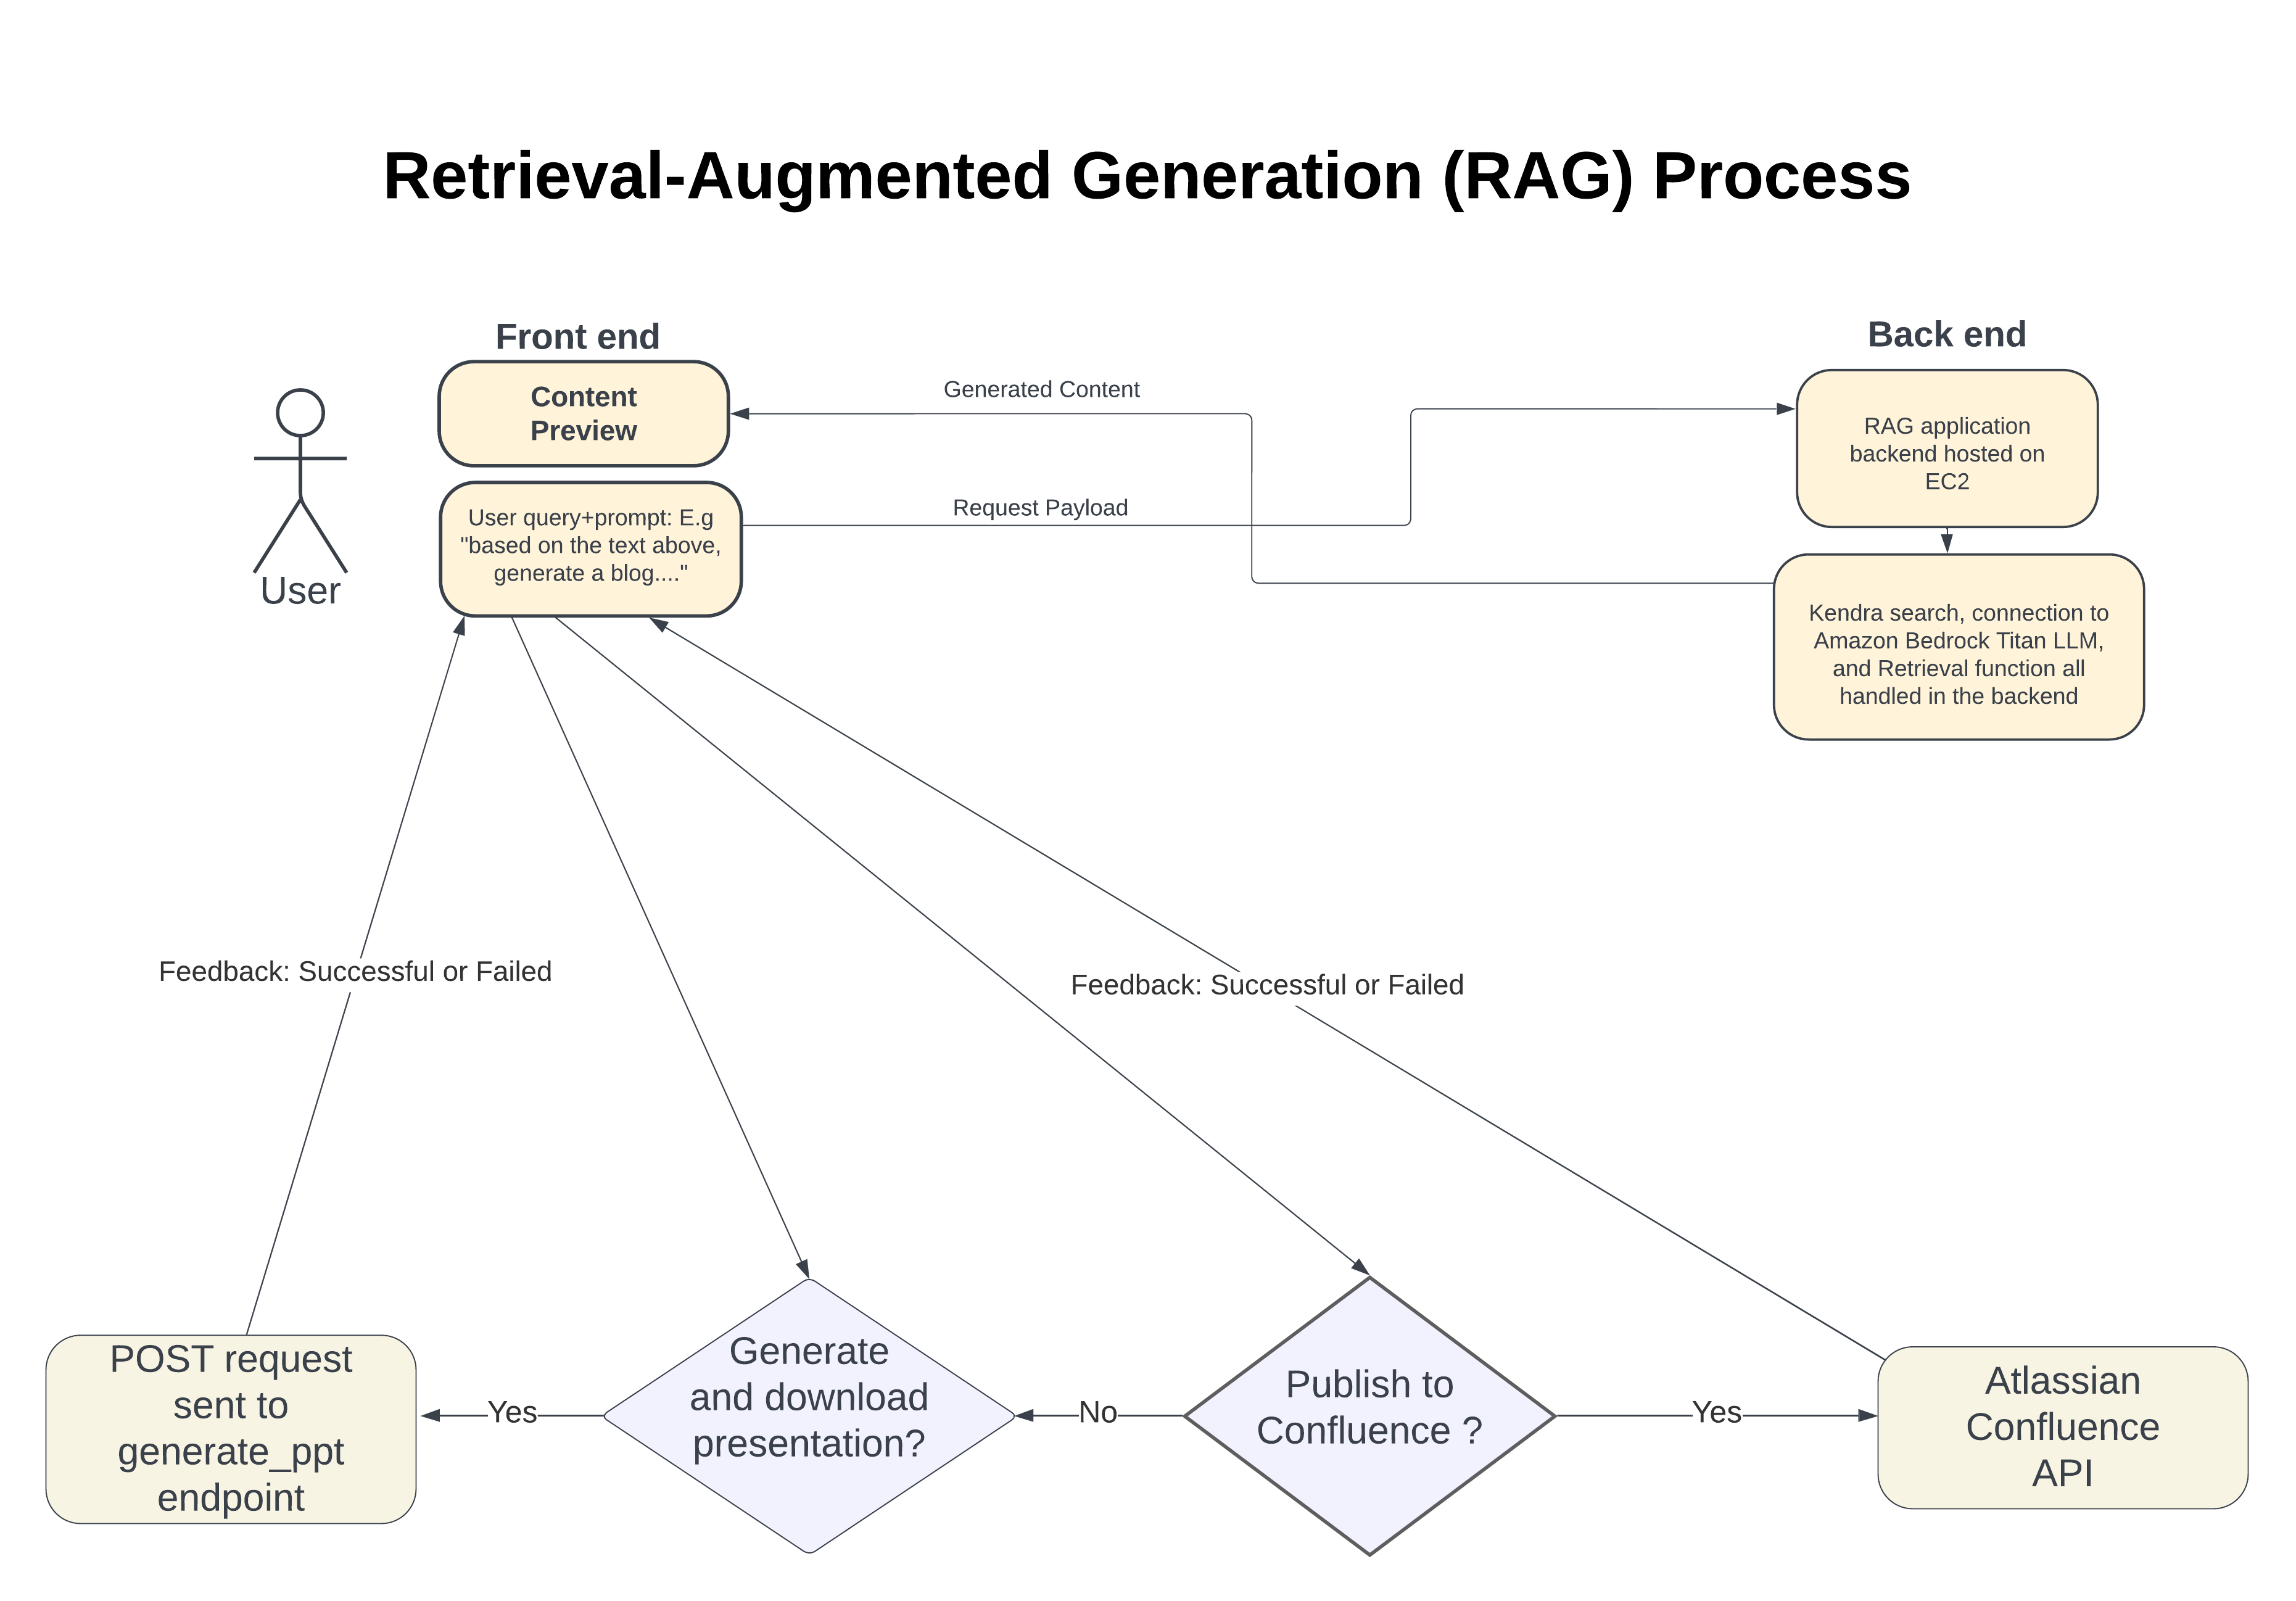 Retrieval-Augmented Generation (RAG) Process
Front end
Back end
Content
Preview
Generated Content
RAG application
backend hosted on
EC2
User query+prompt: E.g
"based on the text above,
generate a blog...."
Request Payload
User
Kendra search, connection to
Amazon Bedrock Titan LLM,
and Retrieval function all
handled in the backend
Feedback: Successful or Failed
Feedback: Successful or Failed
POST request
sent to
generate_ppt
endpoint
Yes
Generate
and download
presentation?
No
Publish to
Confluence ?
Yes
Atlassian
Confluence
API